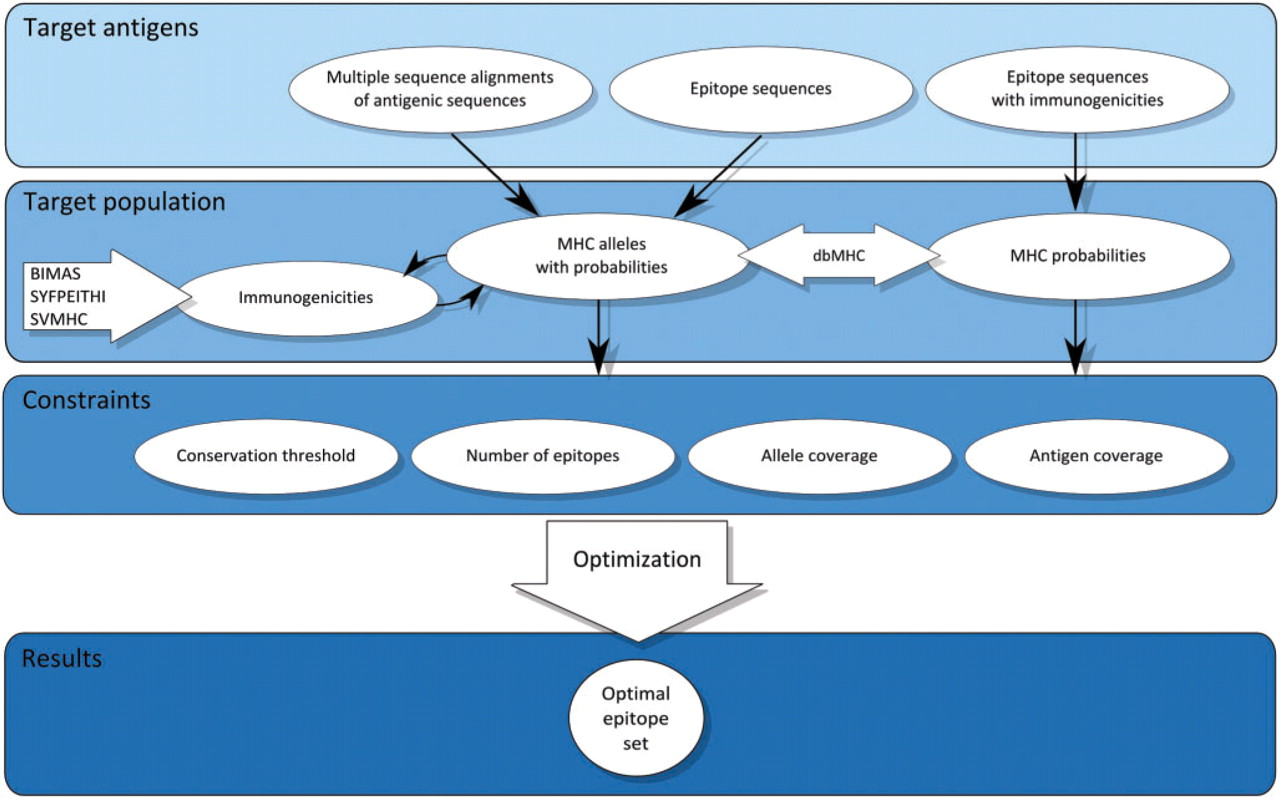 Target antigens
Multiple sequence alignments
of antigenic sequences
Epitope sequences
Epitope sequences
with immunogenicities
Target population
BIMAS
SYFPEITHI
SVMHC
Immunogenicities
MHC alleles
with probabilities
dbMHC
MHC probabilities
Constraints
Conservation threshold
Number of epitopes
Allele coverage
Antigen coverage
Optimization
Results
Optimal
epitope
set